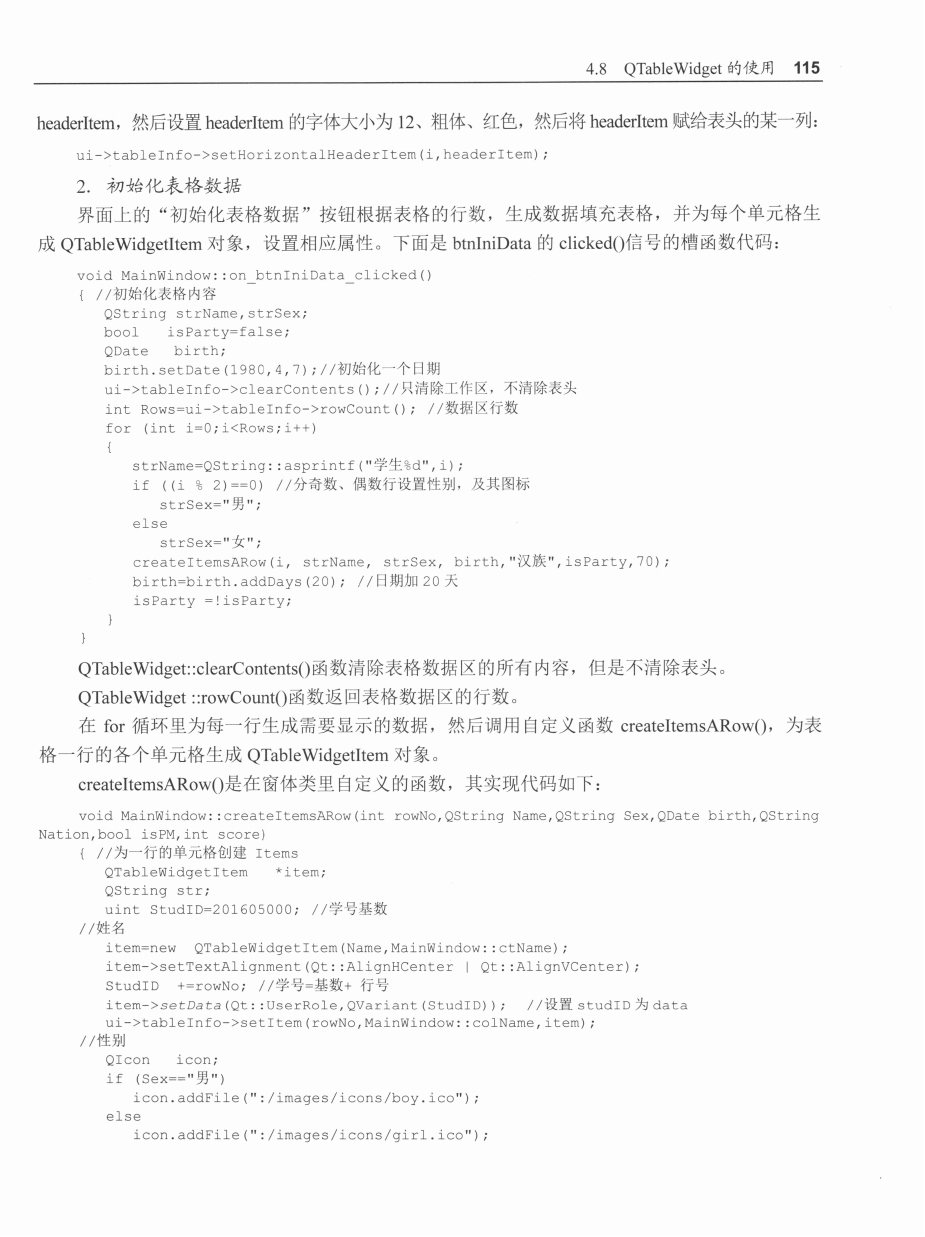 4.8 QTableWidget 的使用 115
headerItem，然后设置 headerItem 的字体大小为 12、粗体、红色，然后将 headerItem 赋给表头的某一列：
ui->tableInfo->setHorizontalHeaderItem(i,headerItem);
2. 初始化表格数据
界面上的“初始化表格数据”按钮根据表格的行数，生成数据填充表格，并为每个单元格生
成 QTableWidgetItem 对象，设置相应属性。下面是 btnIniData 的 clicked()信号的槽函数代码：
void MainWindow::on_btnIniData_clicked()
{ //初始化表格内容
QString strName,strSex;
bool isParty=false;
QDate birth;
birth.setDate(1980,4,7);//初始化一个日期
ui->tableInfo->clearContents();//只清除工作区，不清除表头
int Rows=ui->tableInfo->rowCount(); //数据区行数
for (int i=0;i<Rows;i++)
{
strName=QString::asprintf("学生%d",i);
if ((i % 2)==0) //分奇数、偶数行设置性别，及其图标
strSex="男";
else
strSex="女";
createItemsARow(i, strName, strSex, birth,"汉族",isParty,70);
birth=birth.addDays(20); //日期加 20 天
isParty =!isParty;
}
}
QTableWidget::clearContents()函数清除表格数据区的所有内容，但是不清除表头。
QTableWidget ::rowCount()函数返回表格数据区的行数。
在 for 循环里为每一行生成需要显示的数据，然后调用自定义函数 createItemsARow()，为表
格一行的各个单元格生成 QTableWidgetItem 对象。
createItemsARow()是在窗体类里自定义的函数，其实现代码如下：
void MainWindow::createItemsARow(int rowNo,QString Name,QString Sex,QDate birth,QString
Nation,bool isPM,int score)
{ //为一行的单元格创建 Items
QTableWidgetItem *item;
QString str;
uint StudID=201605000; //学号基数
//姓名
item=new QTableWidgetItem(Name,MainWindow::ctName);
item->setTextAlignment(Qt::AlignHCenter | Qt::AlignVCenter);
StudID +=rowNo; //学号=基数+ 行号
item->setData(Qt::UserRole,QVariant(StudID)); //设置 studID 为 data
ui->tableInfo->setItem(rowNo,MainWindow::colName,item);
//性别
QIcon icon;
if (Sex=="男")
icon.addFile(":/images/icons/boy.ico");
else
icon.addFile(":/images/icons/girl.ico");